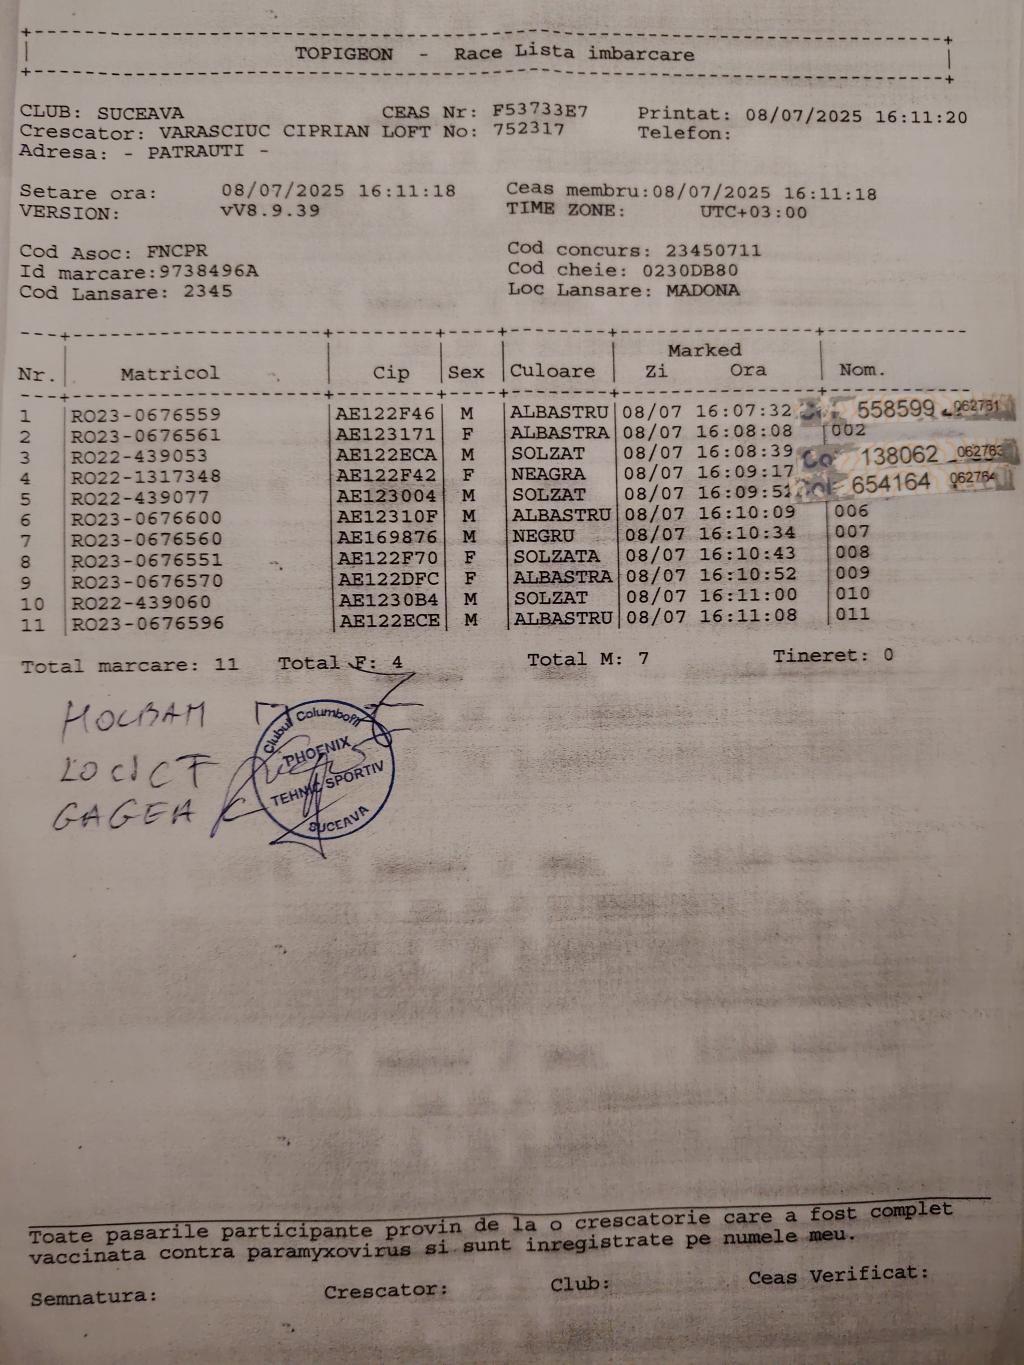 TOPIGEON - Race Lista imbarcare
CLUB: SUCEAVA CEAS Nr: F53733E7 Printat: 08/07/2025 16:11:20
Crescator: VARASCIUC CIPRIAN LOFT No: 752317 Telefon:
Adresa: - PATRAUTI -
Setare ora: 08/07/2025 16:11:18 Ceas membru:08/07/2025 16:11:18
VERSION: vV8.9.39 TIME ZONE: UTC+03:00
Cod Asoc: FNCPR Cod concurs: 23450711
Id marcare:9738496A Cod cheie: 0230DB80
Cod Lansare: 2345 Loc Lansare: MADONA
Marked
Nr. Matricol Cip Sex Culoare Zi Ora Nom.
1 RO23-0676559 AE122F46 M ALBASTRU 08/07 16:07:32 558599 062761
2 RO23-0676561 AE123171 F ALBASTRA 08/07 16:08:08 002
3 RO22-439053 AE122ECA M SOLZAT 08/07 16:08:39 138062 062763
4 RO22-1317348 AE122F42 F NEAGRA 08/07 16:09:17
5 RO22-439077 AE123004 M SOLZAT 08/07 654164 062764
6 RO23-0676600 AE12310F M ALBASTRU 08/07 16:10:09 006
7 RO23-0676560 AE169876 M NEGRU 08/07 16:10:34 007
8 RO23-0676551 AE122F70 F SOLZATA 08/07 16:10:43 008
9 RO23-0676570 AE122DFC F ALBASTRA 08/07 16:10:52 009
10 RO22-439060 AE1230B4 M SOLZAT 08/07 16:11:00 010
11 RO23-0676596 AE122ECE M ALBASTRU 08/07 16:11:08 011
Total marcare: 11 Total F: 4 Total M: 7 Tineret: 0
Clubul Columbofil
PHOENIX
TEHNIC SPORTIV
SUCEAVA
GAGEA
Toate pasarile participante provin de la o crescatorie care a fost complet
vaccinata contra paramyxovirus si sunt inregistrate pe numele meu.
Semnatura: Crescator: Club: Ceas Verificat: